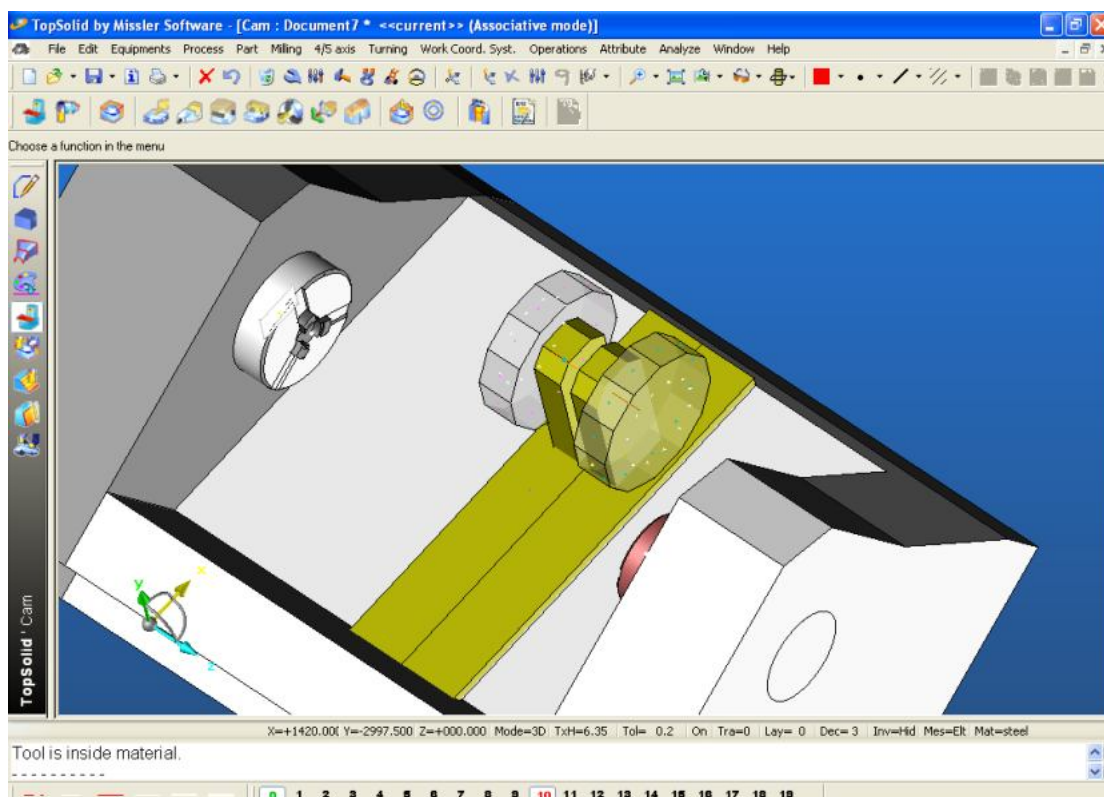 TopSolid by Missler Software - [Cam : Document7 *  <<current>> (Associative mode)]
File Edit Equipments Process Part Milling 4/5 axis Turning Work Coord. Syst. Operations Attribute Analyze Window Help
Choose a function in the menu
y
x
z
TopSolid'Cam
X=+1420.00( Y=-2997.500 Z=+000.000 Mode=3D TxH=6.35 Tol= 0.2 On Tra=0 Lay= 0 Dec= 3 Inv=Hid Mes=Elt Mat=steel
Tool is inside material.
----------
0 1 2 3 4 5 6 7 8 9 10 11 12 13 14 15 16 17 18 19